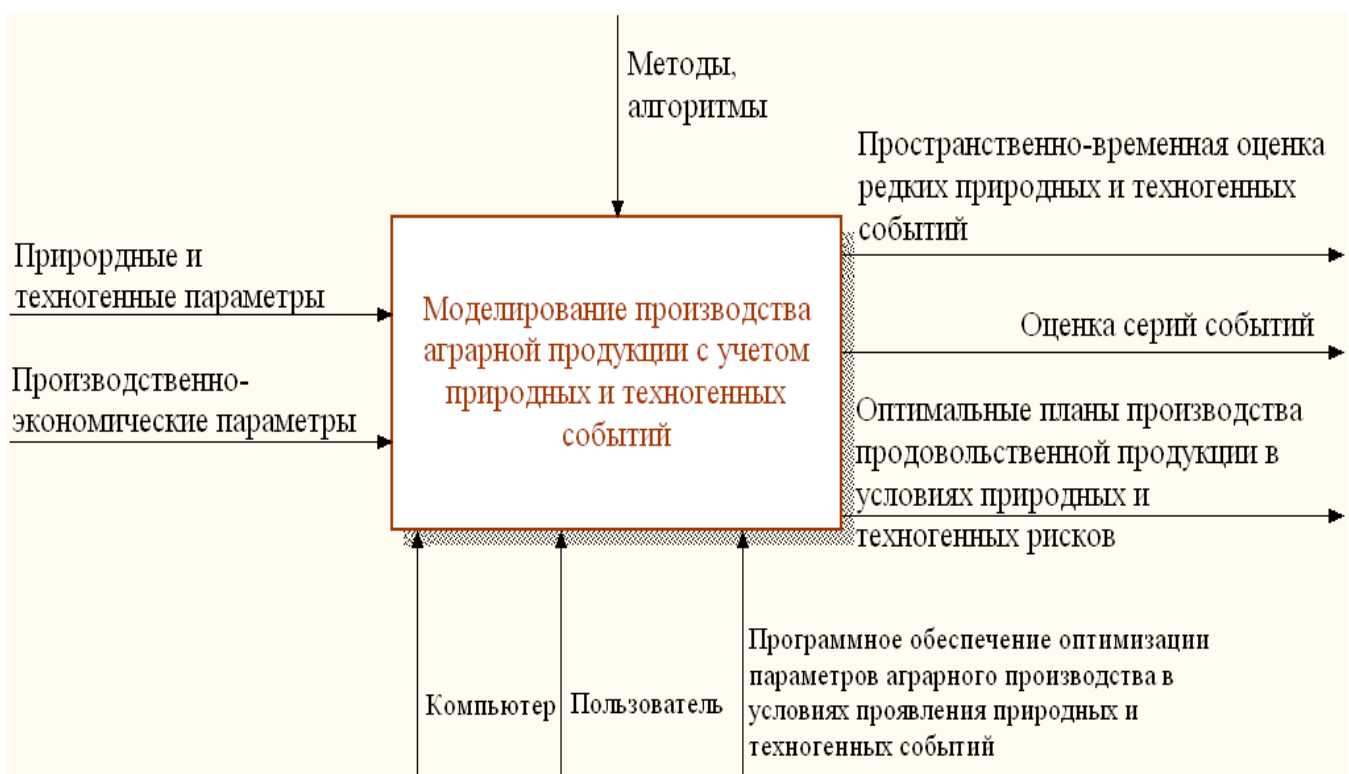 Методы,
алгоритмы
Пространственно-временная оценка
редких природных и техногенных
событий
Прирордные и
техногенные параметры
Моделирование производства
аграрной продукции с учетом
природных и техногенных
событий
Оценка серий событий
Производственно-
экономические параметры
Оптимальные планы производства
продовольственной продукции в
условиях природных и
техногенных рисков
Компьютер
Пользователь
Программное обеспечение оптимизации
параметров аграрного производства в
условиях проявления природных и
техногенных событий